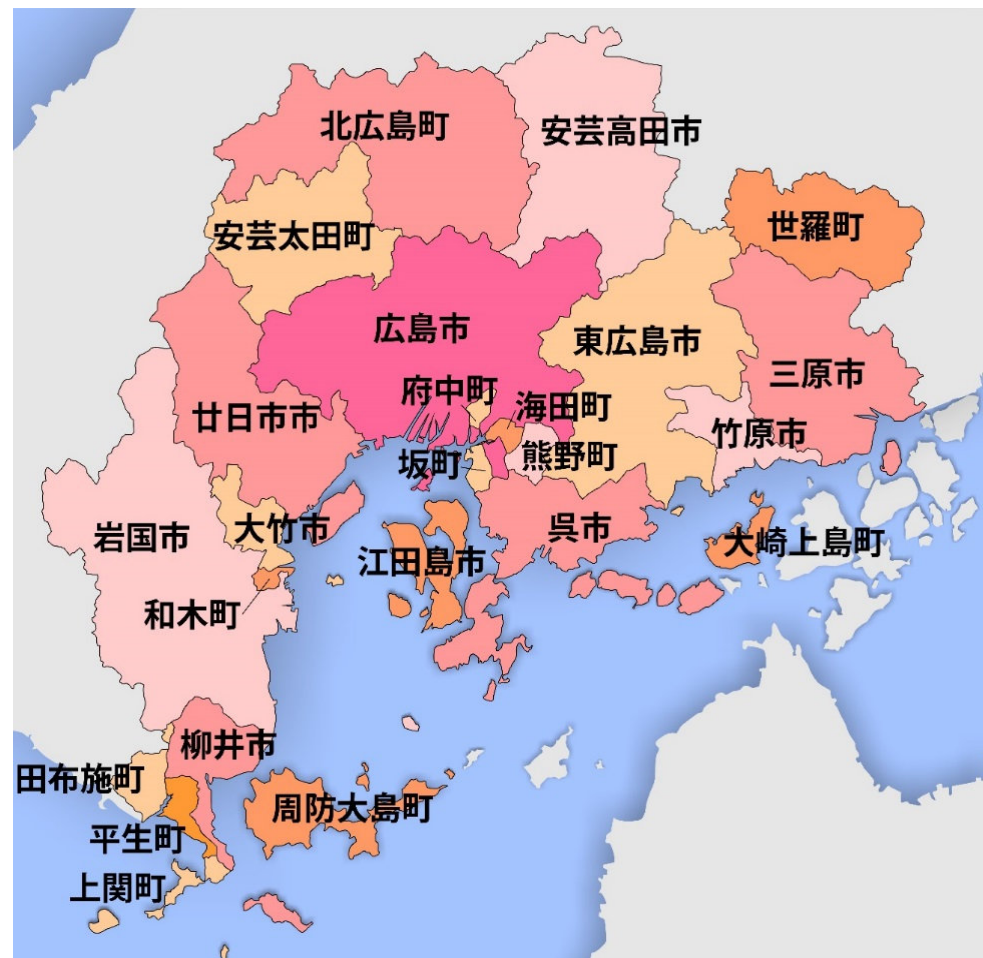 北広島町
安芸高田市
世羅町
安芸太田町
広島市
東広島市
三原市
府中町
海田町
廿日市市
竹原市
坂町
熊野町
岩国市
大竹市
呉市
江田島市
大崎上島町
和木町
柳井市
田布施町
周防大島町
平生町
上関町